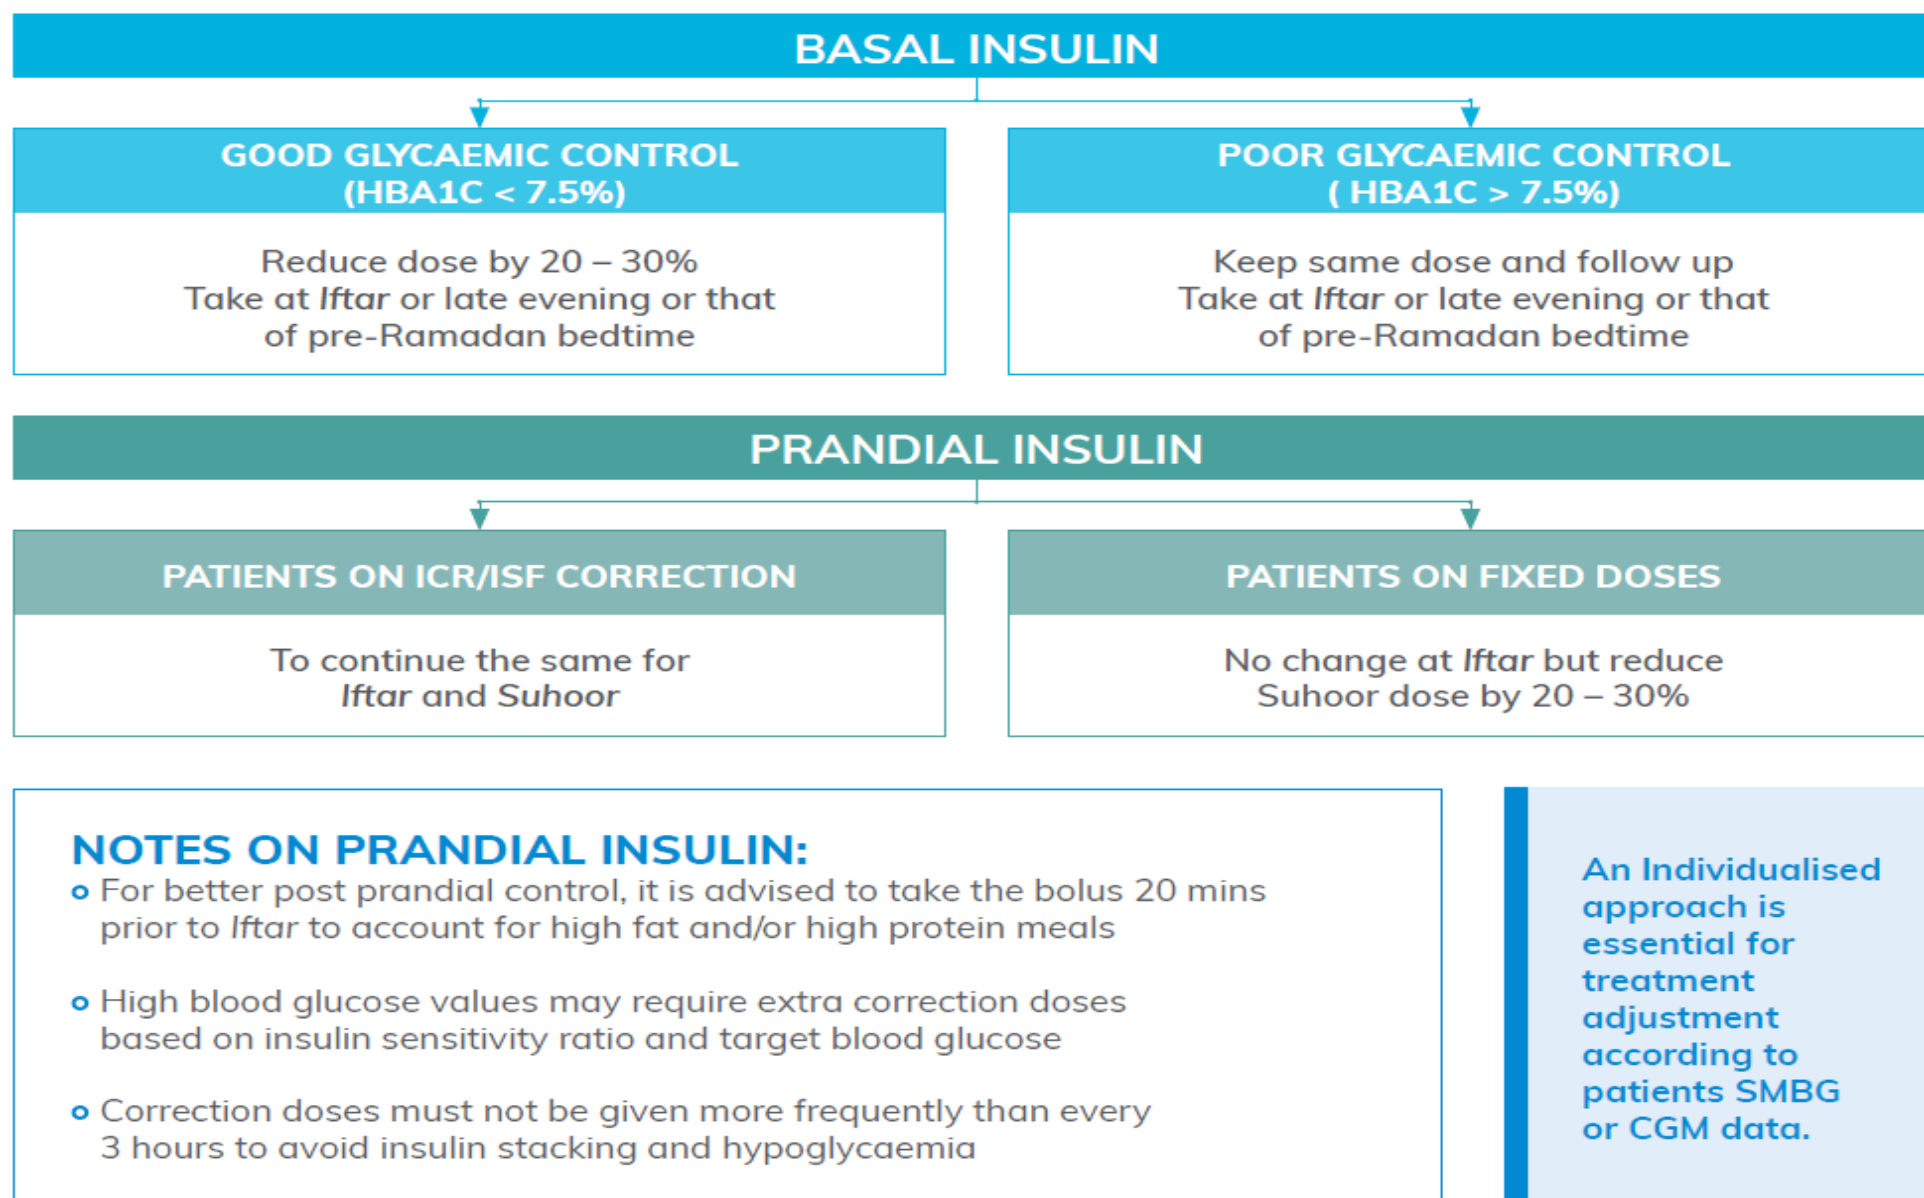 BASAL INSULIN
GOOD GLYCAEMIC CONTROL
(HBA1C < 7.5%)
Reduce dose by 20 – 30%
Take at Iftar or late evening or that
of pre-Ramadan bedtime
POOR GLYCAEMIC CONTROL
( HBA1C > 7.5%)
Keep same dose and follow up
Take at Iftar or late evening or that
of pre-Ramadan bedtime
PRANDIAL INSULIN
PATIENTS ON ICR/ISF CORRECTION
To continue the same for
Iftar and Suhoor
PATIENTS ON FIXED DOSES
No change at Iftar but reduce
Suhoor dose by 20 – 30%
NOTES ON PRANDIAL INSULIN:
For better post prandial control, it is advised to take the bolus 20 mins
prior to Iftar to account for high fat and/or high protein meals
High blood glucose values may require extra correction doses
based on insulin sensitivity ratio and target blood glucose
Correction doses must not be given more frequently than every
3 hours to avoid insulin stacking and hypoglycaemia
An Individualised
approach is
essential for
treatment
adjustment
according to
patients SMBG
or CGM data.